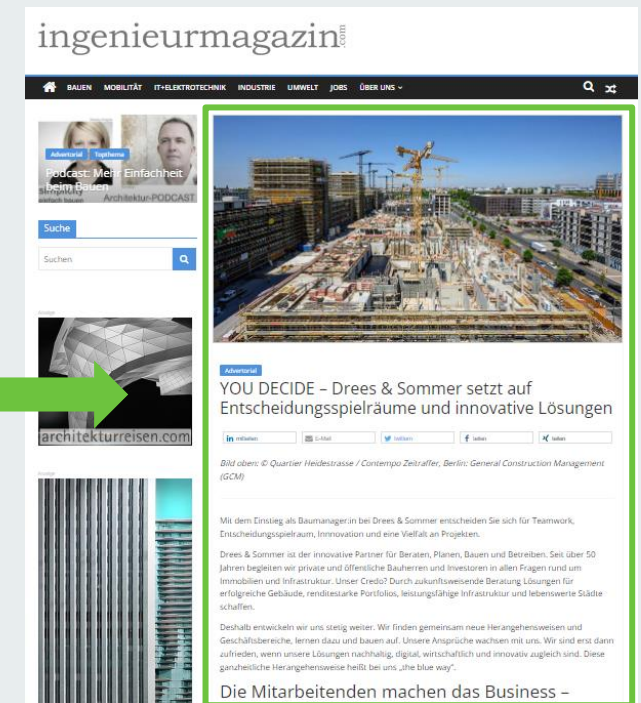 ingenieurmagazin.com
BAUEN MOBILITÄT IT+ELEKTROTECHNIK INDUSTRIE UMWELT JOBS ÜBER UNS
Advertorial Topthema
Podcast: Mehr Einfachheit
beim Bauen
einfach bauen Architektur-PODCAST
Suche
Suchen
Anzeige
architekturreisen.com
Anzeige
Advertorial
YOU DECIDE – Drees & Sommer setzt auf
Entscheidungsspielräume und innovative Lösungen
mitteilen E-Mail twittern teilen teilen
Bild oben: © Quartier Heidestrasse / Contempo Zeitraffer, Berlin: General Construction Management
(GCM)
Mit dem Einstieg als Baumanager:in bei Drees & Sommer entscheiden Sie sich für Teamwork,
Entscheidungsspielraum, Innnovation und eine Vielfalt an Projekten.
Drees & Sommer ist der innovative Partner für Beraten, Planen, Bauen und Betreiben. Seit über 50
Jahren begleiten wir private und öffentliche Bauherren und Investoren in allen Fragen rund um
Immobilien und Infrastruktur. Unser Credo? Durch zukunftsweisende Beratung Lösungen für
erfolgreiche Gebäude, renditestarke Portfolios, leistungsfähige Infrastruktur und lebenswerte Städte
schaffen.
Deshalb entwickeln wir uns stetig weiter. Wir finden gemeinsam neue Herangehensweisen und
Geschäftsbereiche, lernen dazu und bauen auf. Unsere Ansprüche wachsen mit uns. Wir sind erst dann
zufrieden, wenn unsere Lösungen nachhaltig, digital, wirtschaftlich und innovativ zugleich sind. Diese
ganzheitliche Herangehensweise heißt bei uns „the blue way".
Die Mitarbeitenden machen das Business –